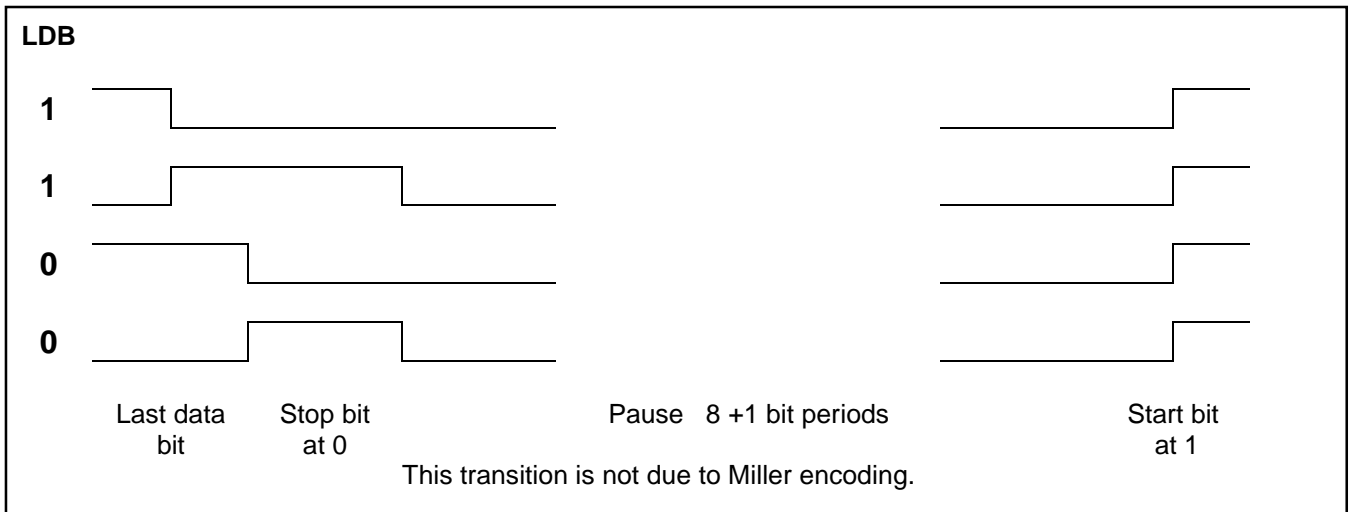 LDB
1
1
0
0
Last data Stop bit Pause 8 +1 bit periods Start bit
bit at 0 at 1
This transition is not due to Miller encoding.